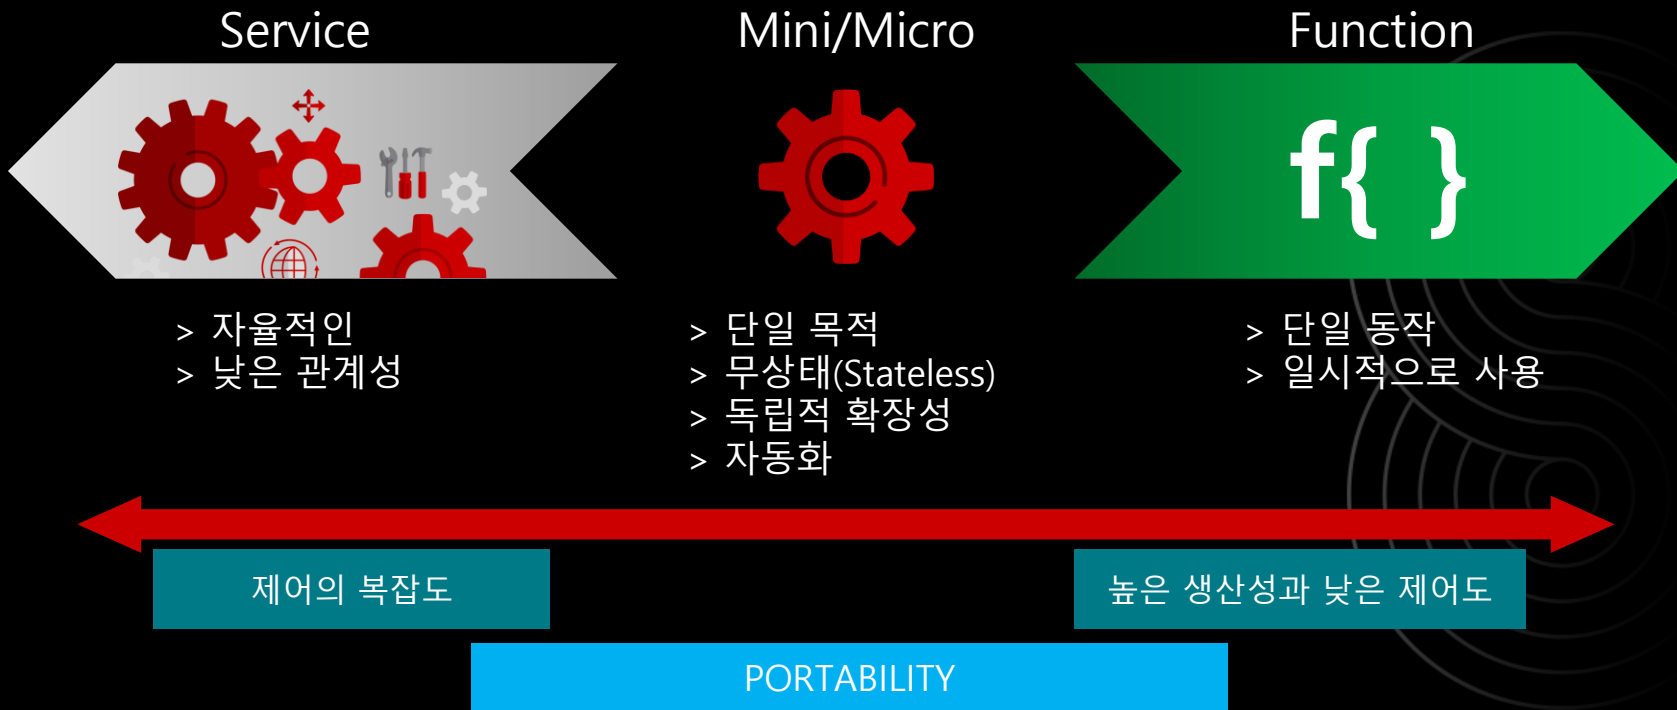 Service
Mini/Micro
Function
f{ }
> 자율적인
> 낮은 관계성
> 단일 목적
> 무상태(Stateless)
> 독립적 확장성
> 자동화
> 단일 동작
> 일시적으로 사용
제어의 복잡도
높은 생산성과 낮은 제어도
PORTABILITY